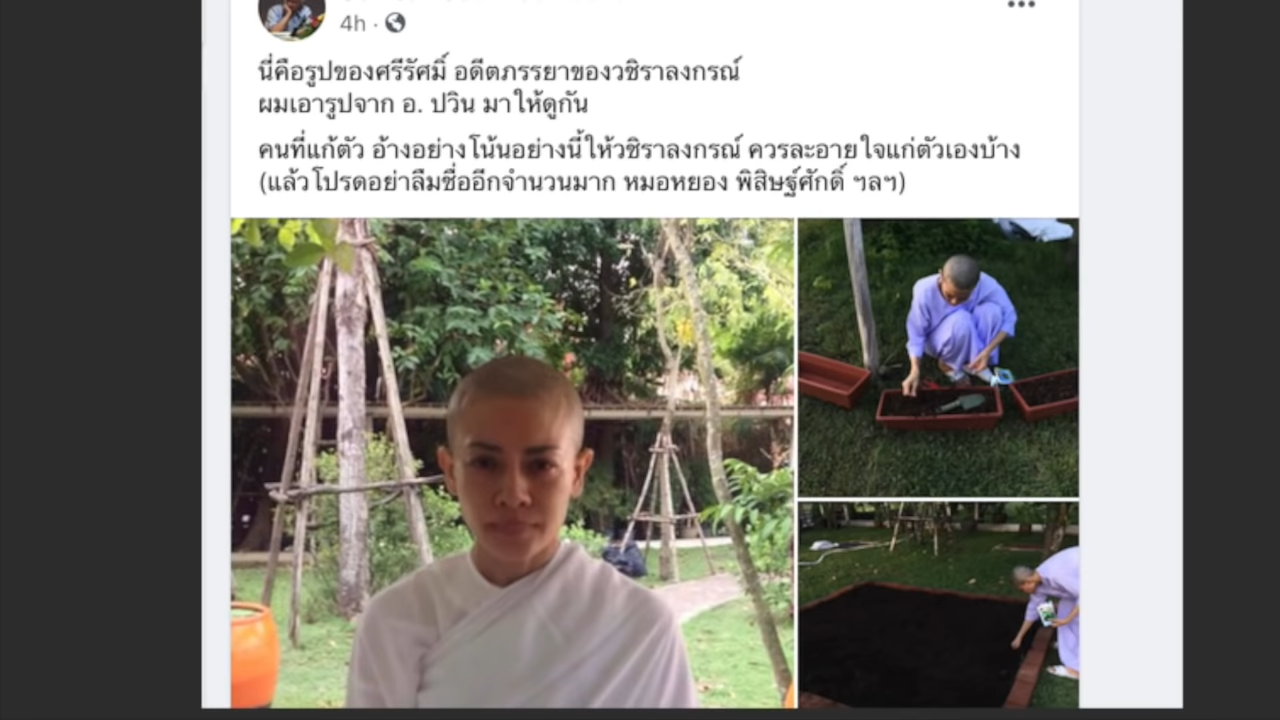 4h ·
นี่คือรูปของศรีรัศมิ์ อดีตภรรยาของวชิราลงกรณ์
ผมเอารูปจาก อ. ปวิน มาให้ดูกัน
คนที่แก้ตัว อ้างอย่างโน้นอย่างนี้ให้วชิราลงกรณ์ ควรละอายใจแก่ตัวเองบ้าง
(แล้วโปรดอย่าลืมชื่ออีกจำนวนมาก หมอหยอง พิสิษฐ์ศักดิ์ ฯลฯ)